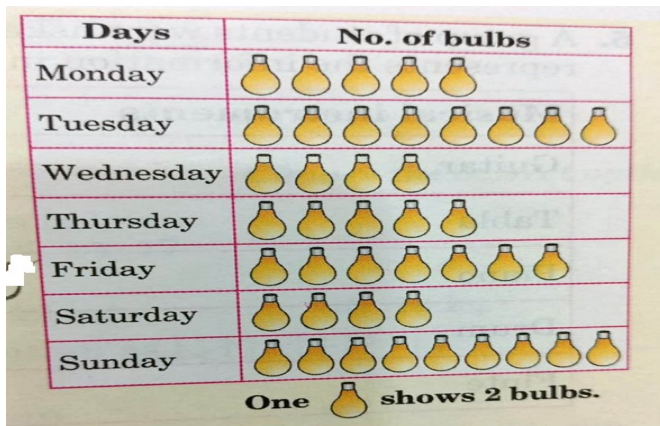 Days No. of bulbs
Monday
Tuesday
Wednesday
Thursday
Friday
Saturday
Sunday
One shows 2 bulbs.